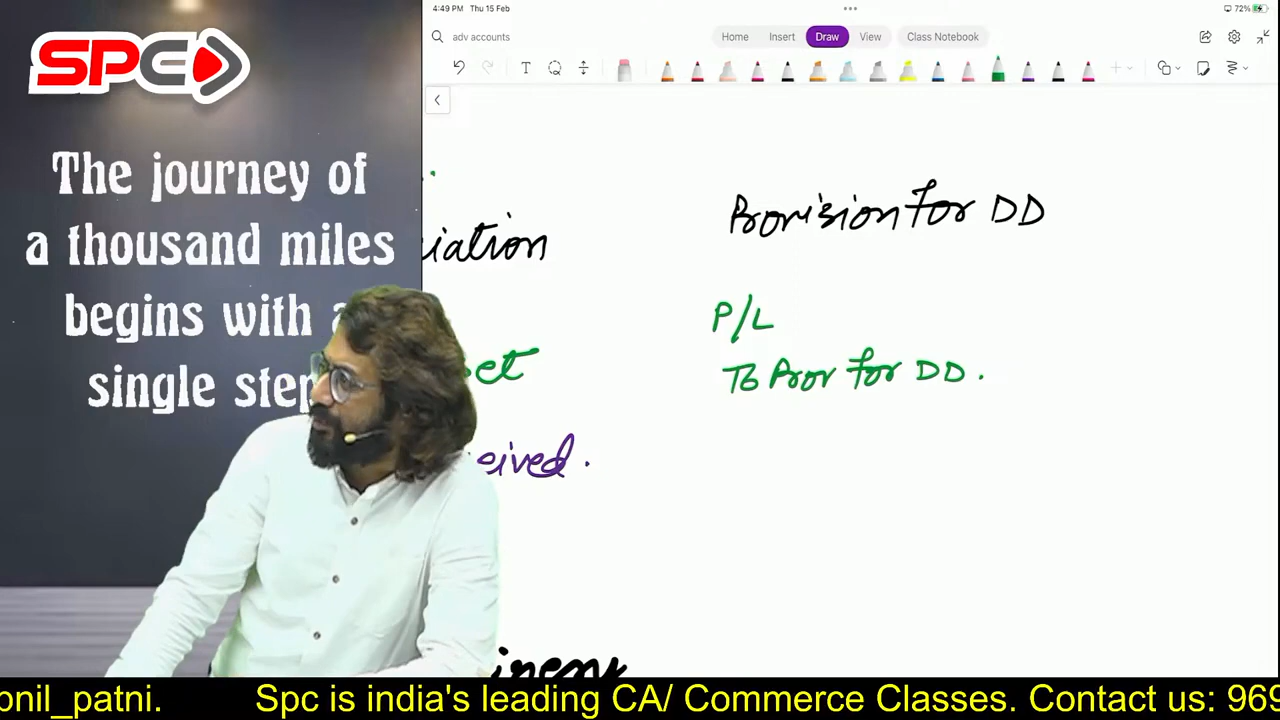 4:49 PM Thu 15 Feb
72%
SPC
adv accounts
Home Insert Draw View Class Notebook
The journey of
a thousand miles
begins with a
single step
iation
Provision for DD
P/L
To Prov for DD.
et
eived.
onil_patni. Spc is india's leading CA/ Commerce Classes. Contact us: 969